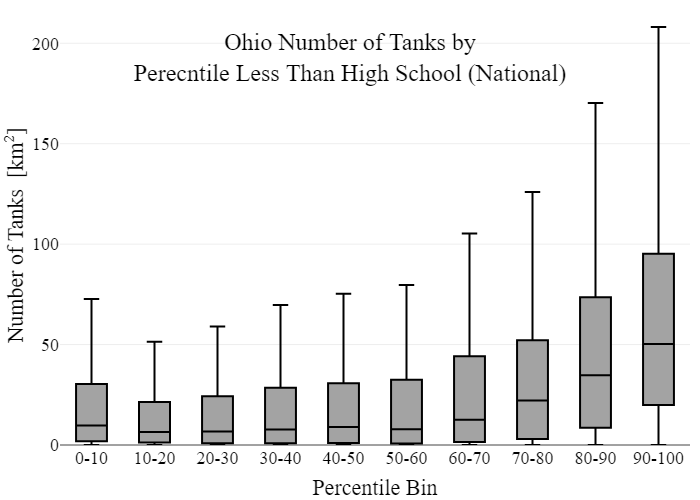 Ohio Number of Tanks by
Perecntile Less Than High School (National)
Number of Tanks [km²]
200
150
100
50
0
0-10 10-20 20-30 30-40 40-50 50-60 60-70 70-80 80-90 90-100
Percentile Bin